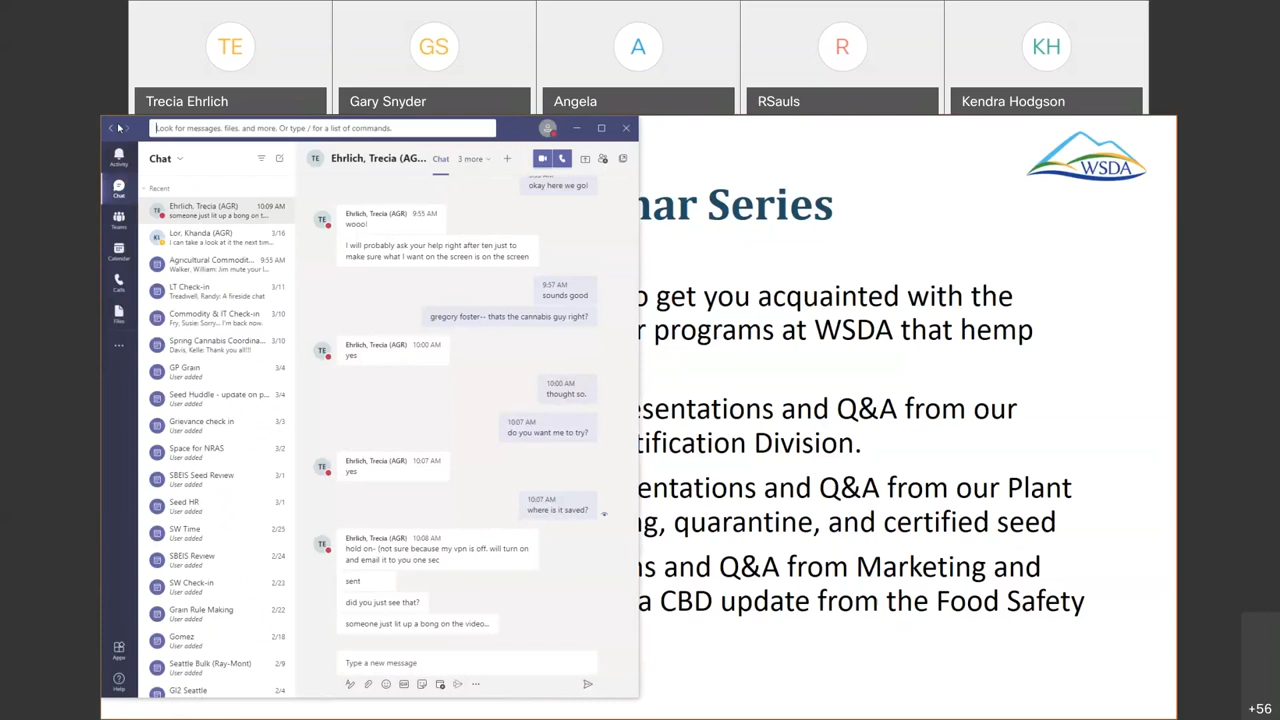 TE
GS
A
R
KH
Trecia Ehrlich
Gary Snyder
Angela
RSauls
Kendra Hodgson
Look for messages, files, and more. Or type / for a list of commands.
Activity
Chat
Teams
Calendar
Calls
Files
Apps
Help
Chat
Recent
TE
Ehrlich, Trecia (AGR) 10:09 AM
someone just lit up a bong on t...
Lor, Khanda (AGR) 3/16
I can take a look at it the next tim...
Agricultural Commodit... 9:55 AM
Walker, William: Jim mute your l...
LT Check-in 3/11
Treadwell, Randy: A fireside chat
Commodity & IT Check-in 3/10
Fry, Susie: Sorry... I'm back now.
Spring Cannabis Coordina... 3/10
Davis, Kelle: Thank you all!!!
GP Grain 3/4
User added
Seed Huddle - update on p... 3/4
User added
Grievance check in 3/3
User added
Space for NRAS 3/2
User added
SBEIS Seed Review 3/1
User added
Seed HR 3/1
User added
SW Time 2/25
User added
SBEIS Review 2/24
User added
SW Check-in 2/23
User added
Grain Rule Making 2/22
User added
Gomez 2/18
User added
Seattle Bulk (Ray-Mont) 2/9
User added
GI2 Seattle 2/4
TE
Ehrlich, Trecia (AG... Chat 3 more
okay here we go!
TE
Ehrlich, Trecia (AGR) 9:55 AM
wooo!
I will probably ask your help right after ten just to
make sure what I want on the screen is on the screen
9:57 AM
sounds good
gregory foster-- thats the cannabis guy right?
TE
Ehrlich, Trecia (AGR) 10:00 AM
yes
10:00 AM
thought so.
10:07 AM
do you want me to try?
TE
Ehrlich, Trecia (AGR) 10:07 AM
yes
10:07 AM
where is it saved?
TE
Ehrlich, Trecia (AGR) 10:08 AM
hold on- (not sure because my vpn is off. will turn on
and email it to you one sec
sent
did you just see that?
someone just lit up a bong on the video...
Type a new message
WSDA
nar Series
o get you acquainted with the
r programs at WSDA that hemp
esentations and Q&A from our
tification Division.
entations and Q&A from our Plant
ng, quarantine, and certified seed
ns and Q&A from Marketing and
a CBD update from the Food Safety
+56